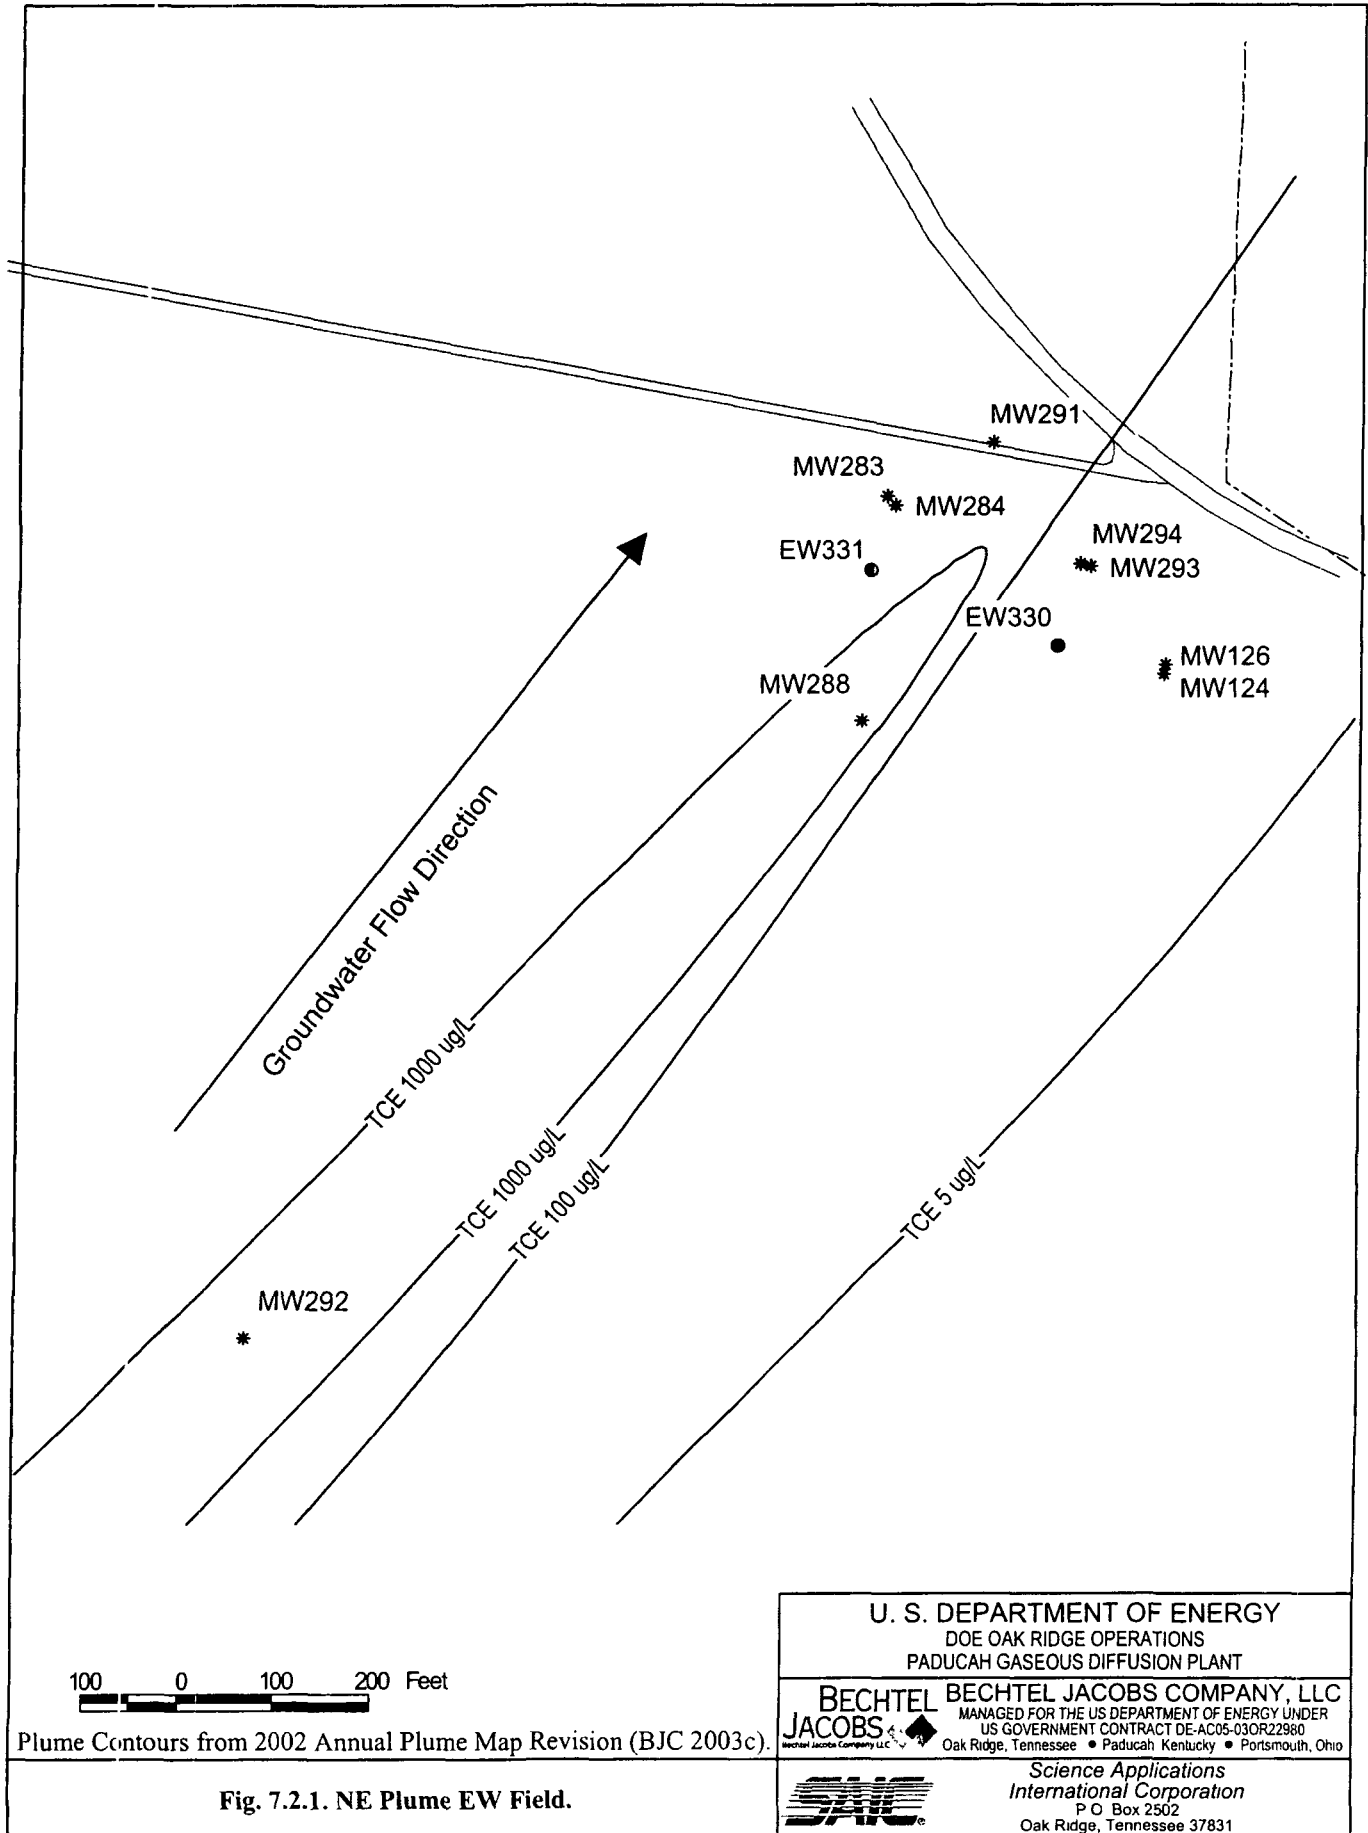 MW291
MW283
MW284
EW331
MW294
MW293
EW330
MW126
MW124
MW288
Groundwater Flow Direction
TCE 1000 ug/L
TCE 1000 ug/L
TCE 100 ug/L
TCE 5 ug/L
MW292
100 0 100 200 Feet
Plume Contours from 2002 Annual Plume Map Revision (BJC 2003c).
Fig. 7.2.1. NE Plume EW Field.
U. S. DEPARTMENT OF ENERGY
DOE OAK RIDGE OPERATIONS
PADUCAH GASEOUS DIFFUSION PLANT
BECHTEL
JACOBS
Bechtel Jacobs Company LLC
BECHTEL JACOBS COMPANY, LLC
MANAGED FOR THE US DEPARTMENT OF ENERGY UNDER
US GOVERNMENT CONTRACT DE-AC05-03OR22980
Oak Ridge, Tennessee • Paducah Kentucky • Portsmouth, Ohio
SAIC
Science Applications
International Corporation
P O Box 2502
Oak Ridge, Tennessee 37831